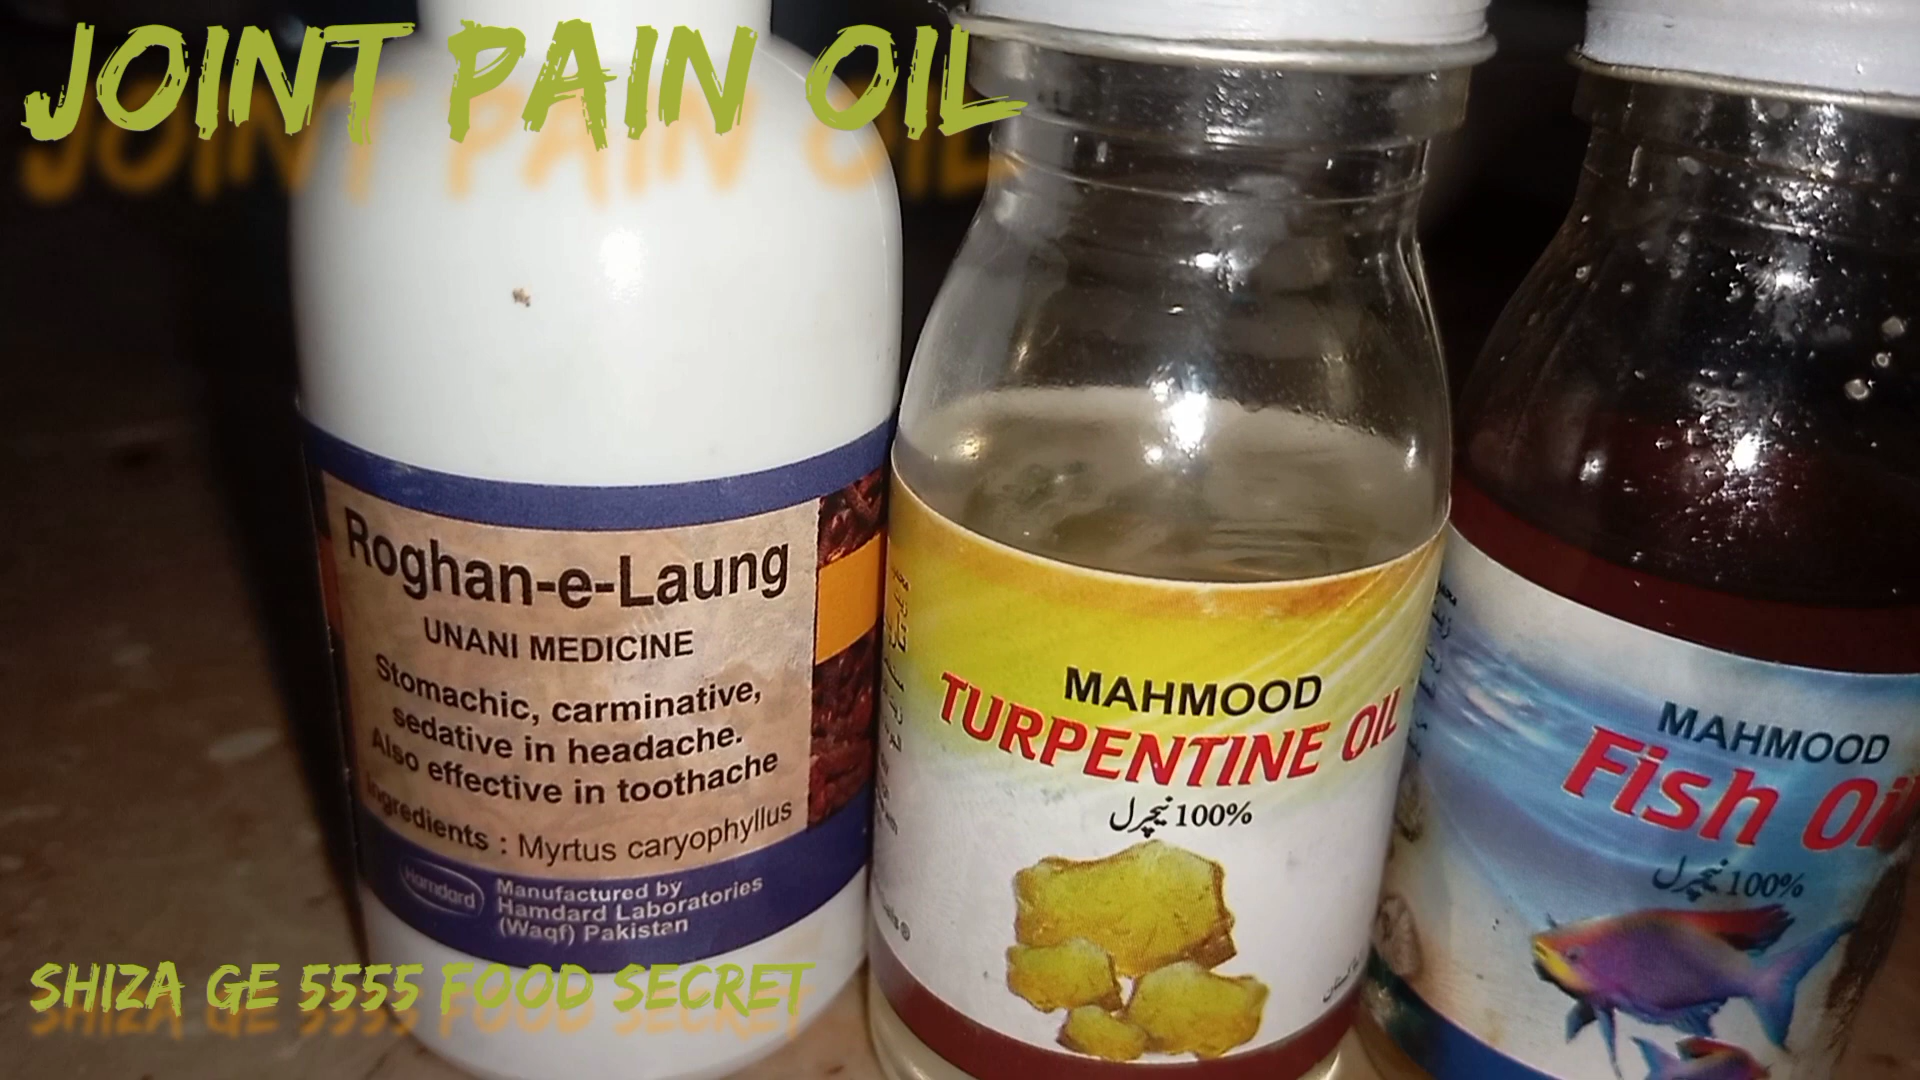 JOINT PAIN OIL
Roghan-e-Laung
UNANI MEDICINE
Stomachic, carminative,
sedative in headache.
Also effective in toothache
Ingredients : Myrtus caryophyllus
Hamdard
Manufactured by
Hamdard Laboratories
(Waqf) Pakistan
MAHMOOD
TURPENTINE OIL
100% نیچرل
MAHMOOD
Fish Oil
100% نیچرل
SHIZA GE 5555 FOOD SECRET